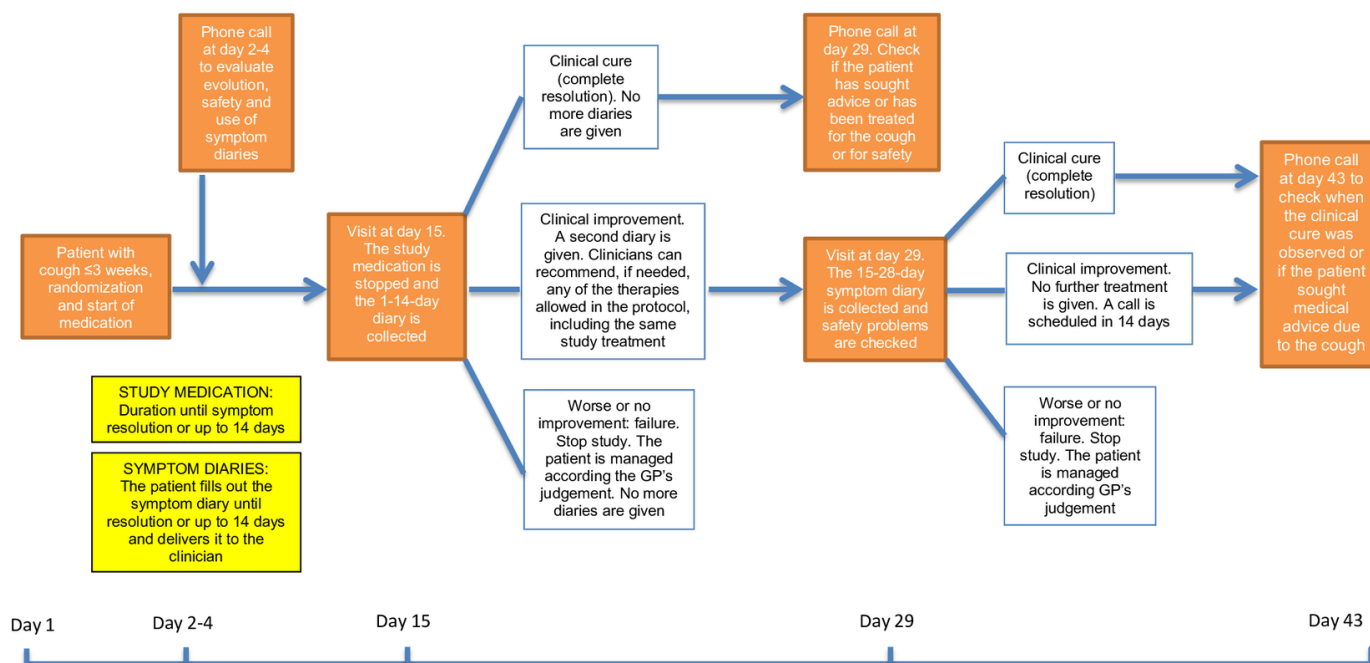 Phone call
at day 2-4
to evaluate
evolution,
safety and
use of
symptom
diaries
Patient with
cough ≤3 weeks,
randomization
and start of
medication
STUDY MEDICATION:
Duration until symptom
resolution or up to 14 days
SYMPTOM DIARIES:
The patient fills out the
symptom diary until
resolution or up to 14 days
and delivers it to the
clinician
Visit at day 15.
The study
medication is
stopped and
the 1-14-day
diary is
collected
Clinical cure
(complete
resolution). No
more diaries
are given
Clinical improvement.
A second diary is
given. Clinicians can
recommend, if needed,
any of the therapies
allowed in the protocol,
including the same
study treatment
Worse or no
improvement: failure.
Stop study. The
patient is managed
according the GP's
judgement. No more
diaries are given
Phone call at
day 29. Check
if the patient
has sought
advice or has
been treated
for the cough
or for safety
Visit at day 29.
The 15-28-day
symptom diary
is collected and
safety problems
are checked
Clinical cure
(complete
resolution)
Clinical improvement.
No further treatment
is given. A call is
scheduled in 14 days
Worse or no
improvement:
failure. Stop
study. The patient
is managed
according GP's
judgement
Phone call
at day 43 to
check when
the clinical
cure was
observed or
if the patient
sought
medical
advice due
to the cough
Day 1
Day 2-4
Day 15
Day 29
Day 43